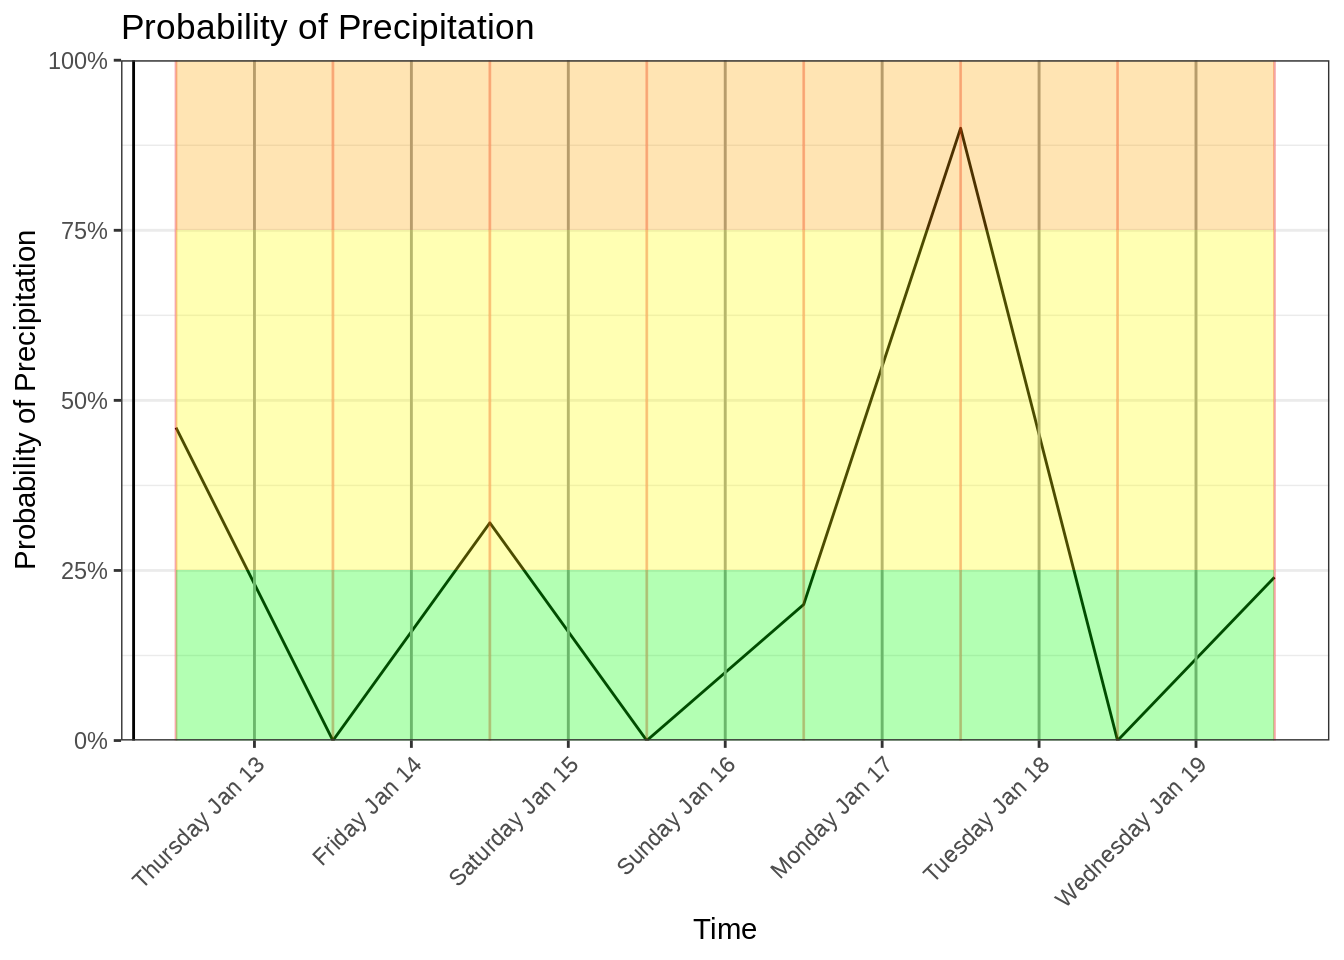 Probability of Precipitation
Probability of Precipitation
100%
75%
50%
25%
0%
Thursday Jan 13
Friday Jan 14
Saturday Jan 15
Sunday Jan 16
Monday Jan 17
Tuesday Jan 18
Wednesday Jan 19
Time